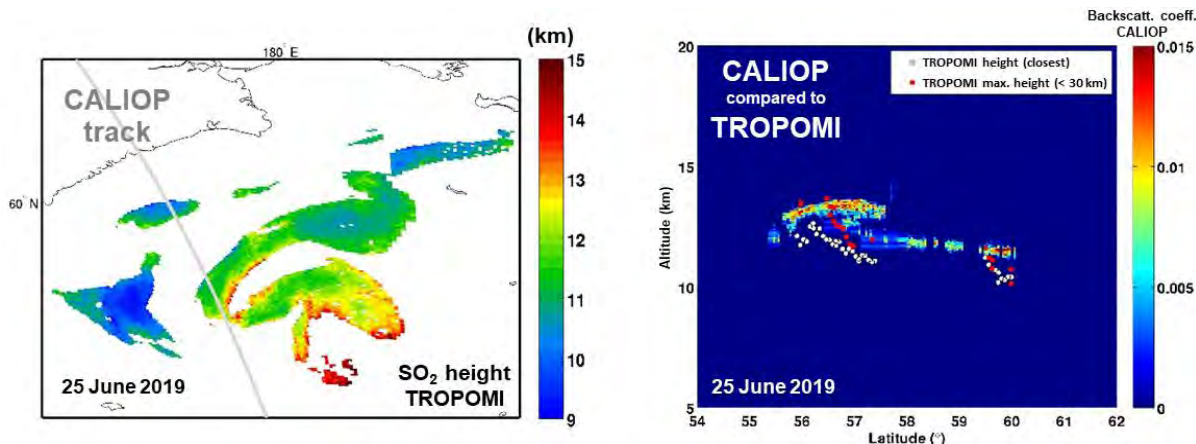 180 °E
(km)
CALIOP
track
60 °N
25 June 2019
SO₂ height
TROPOMI
15
14
13
12
11
10
9
Backscatt. coeff.
CALIOP
20
15
10
5
Altitude (km)
CALIOP
compared to
TROPOMI
TROPOMI height (closest)
TROPOMI max. height (< 30 km)
25 June 2019
54 55 56 57 58 59 60 61 62
Latitude (°)
0.015
0.01
0.005
0